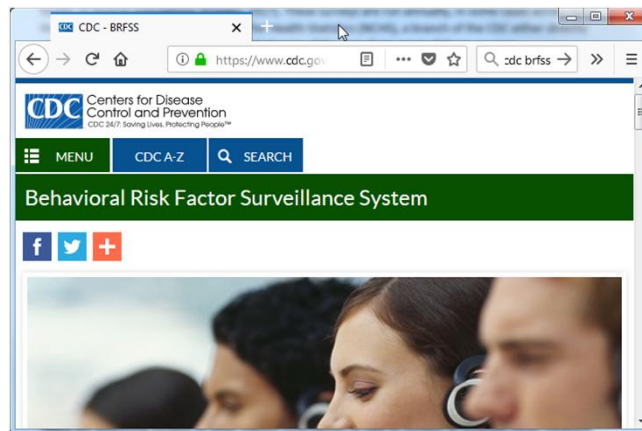 CDC - BRFSS
https://www.cdc.gov
cdc brfss
CDC
Centers for Disease
Control and Prevention
CDC 24/7: Saving Lives. Protecting People™
MENU
CDC A-Z
SEARCH
Behavioral Risk Factor Surveillance System